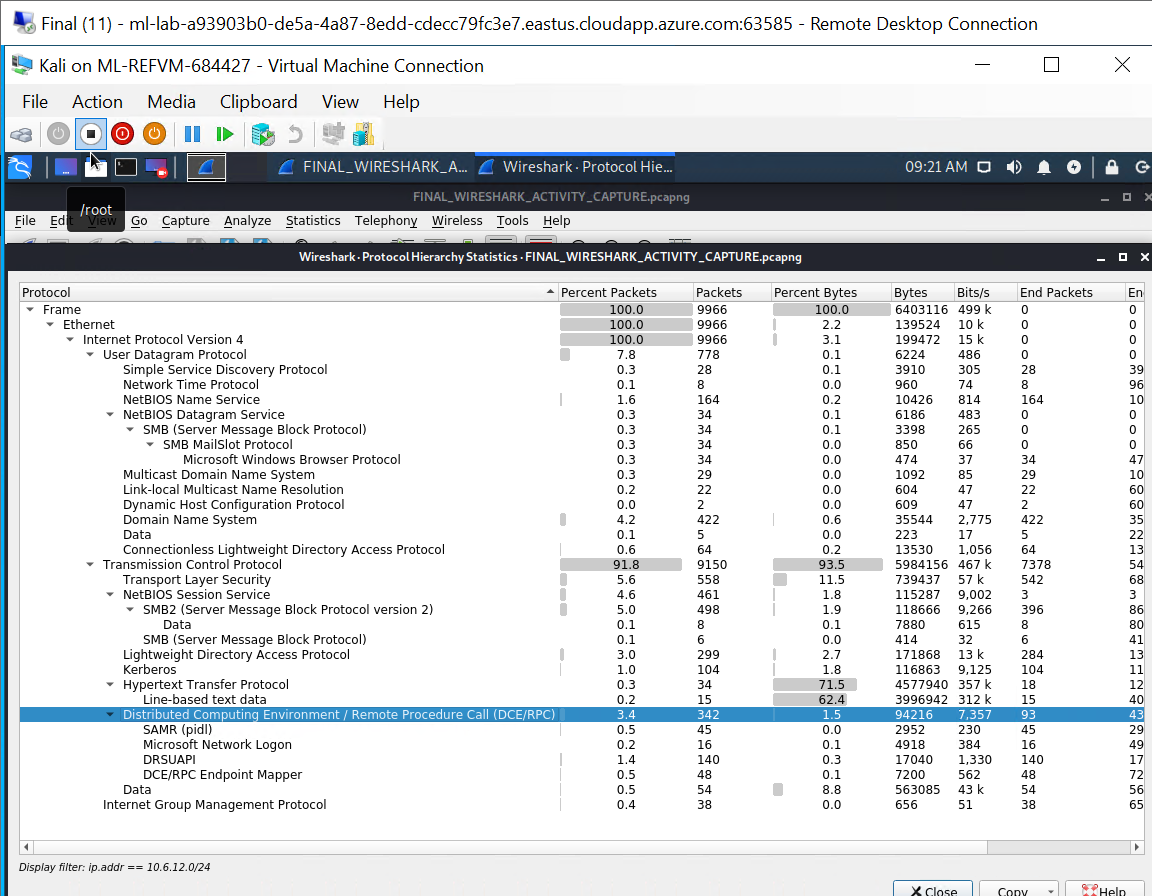 Final (11) - ml-lab-a93903b0-de5a-4a87-8edd-cdecc79fc3e7.eastus.cloudapp.azure.com:63585 - Remote Desktop Connection
Kali on ML-REFVM-684427 - Virtual Machine Connection
File Action Media Clipboard View Help
FINAL_WIRESHARK_A... Wireshark · Protocol Hie... 09:21 AM
FINAL_WIRESHARK_ACTIVITY_CAPTURE.pcapng
/root
File Edit View Go Capture Analyze Statistics Telephony Wireless Tools Help
Wireshark · Protocol Hierarchy Statistics · FINAL_WIRESHARK_ACTIVITY_CAPTURE.pcapng
Protocol Percent Packets Packets Percent Bytes Bytes Bits/s End Packets En
Frame 100.0 9966 100.0 6403116 499 k 0 0
Ethernet 100.0 9966 2.2 139524 10 k 0 0
Internet Protocol Version 4 100.0 9966 3.1 199472 15 k 0 0
User Datagram Protocol 7.8 778 0.1 6224 486 0 0
Simple Service Discovery Protocol 0.3 28 0.1 3910 305 28 39
Network Time Protocol 0.1 8 0.0 960 74 8 96
NetBIOS Name Service 1.6 164 0.2 10426 814 164 10
NetBIOS Datagram Service 0.3 34 0.1 6186 483 0 0
SMB (Server Message Block Protocol) 0.3 34 0.1 3398 265 0 0
SMB MailSlot Protocol 0.3 34 0.0 850 66 0 0
Microsoft Windows Browser Protocol 0.3 34 0.0 474 37 34 47
Multicast Domain Name System 0.3 29 0.0 1092 85 29 10
Link-local Multicast Name Resolution 0.2 22 0.0 604 47 22 60
Dynamic Host Configuration Protocol 0.0 2 0.0 609 47 2 60
Domain Name System 4.2 422 0.6 35544 2,775 422 35
Data 0.1 5 0.0 223 17 5 22
Connectionless Lightweight Directory Access Protocol 0.6 64 0.2 13530 1,056 64 13
Transmission Control Protocol 91.8 9150 93.5 5984156 467 k 7378 54
Transport Layer Security 5.6 558 11.5 739437 57 k 542 68
NetBIOS Session Service 4.6 461 1.8 115287 9,002 3 3
SMB2 (Server Message Block Protocol version 2) 5.0 498 1.9 118666 9,266 396 86
Data 0.1 8 0.1 7880 615 8 80
SMB (Server Message Block Protocol) 0.1 6 0.0 414 32 6 41
Lightweight Directory Access Protocol 3.0 299 2.7 171868 13 k 284 13
Kerberos 1.0 104 1.8 116863 9,125 104 11
Hypertext Transfer Protocol 0.3 34 71.5 4577940 357 k 18 12
Line-based text data 0.2 15 62.4 3996942 312 k 15 40
Distributed Computing Environment / Remote Procedure Call (DCE/RPC) 3.4 342 1.5 94216 7,357 93 43
SAMR (pidl) 0.5 45 0.0 2952 230 45 29
Microsoft Network Logon 0.2 16 0.1 4918 384 16 49
DRSUAPI 1.4 140 0.3 17040 1,330 140 17
DCE/RPC Endpoint Mapper 0.5 48 0.1 7200 562 48 72
Data 0.5 54 8.8 563085 43 k 54 56
Internet Group Management Protocol 0.4 38 0.0 656 51 38 65
Display filter: ip.addr == 10.6.12.0/24
Close Copy Help